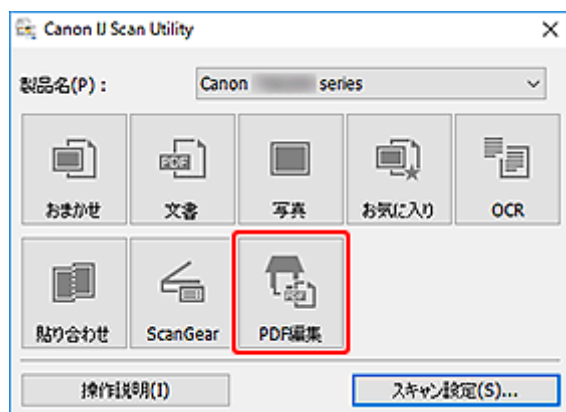 Canon IJ Scan Utility
製品名(P) :
Canon series
PDF
おまかせ
文書
写真
お気に入り
OCR
PDF
貼り合わせ
ScanGear
PDF編集
操作説明(I)
スキャン設定(S)...